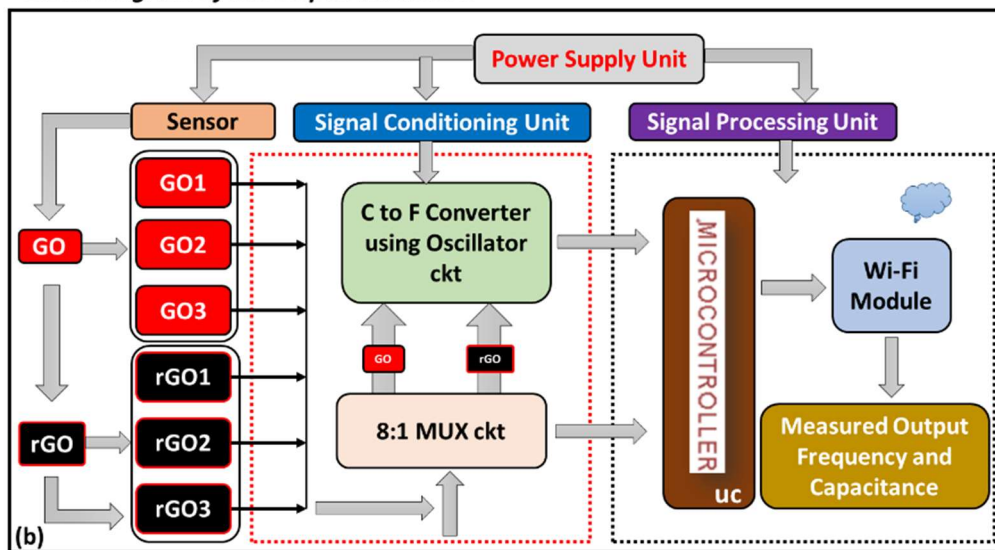 Power Supply Unit
Sensor
Signal Conditioning Unit
Signal Processing Unit
GO
GO1
GO2
GO3
rGO
rGO1
rGO2
rGO3
C to F Converter
using Oscillator
ckt
GO
rGO
8:1 MUX ckt
MICROCONTROLLER
uc
Wi-Fi
Module
Measured Output
Frequency and
Capacitance
(b)